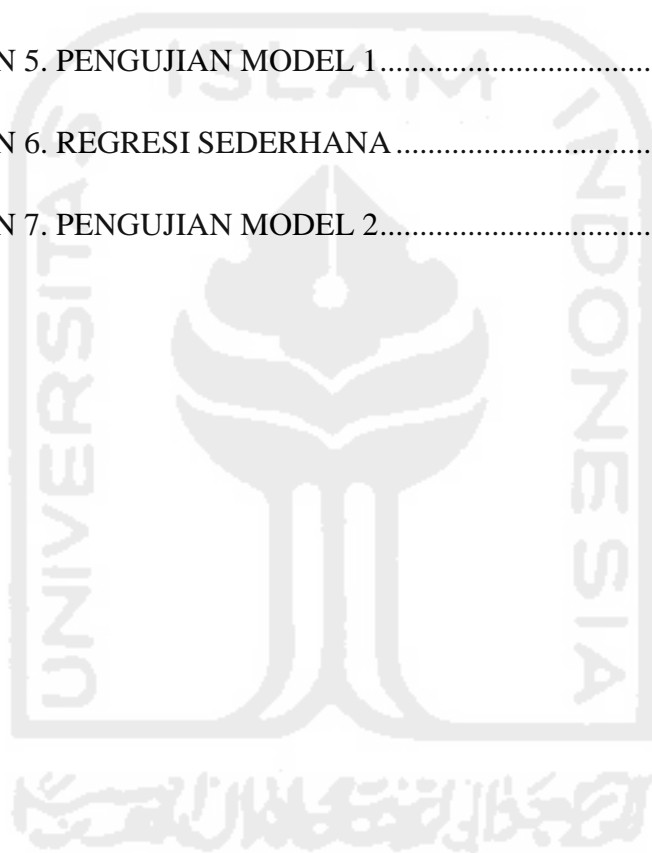 N 5. PENGUJIAN MODEL 1
N 6. REGRESI SEDERHANA
N 7. PENGUJIAN MODEL 2
UNIVERSITAS
ISLAM
INDONESIA